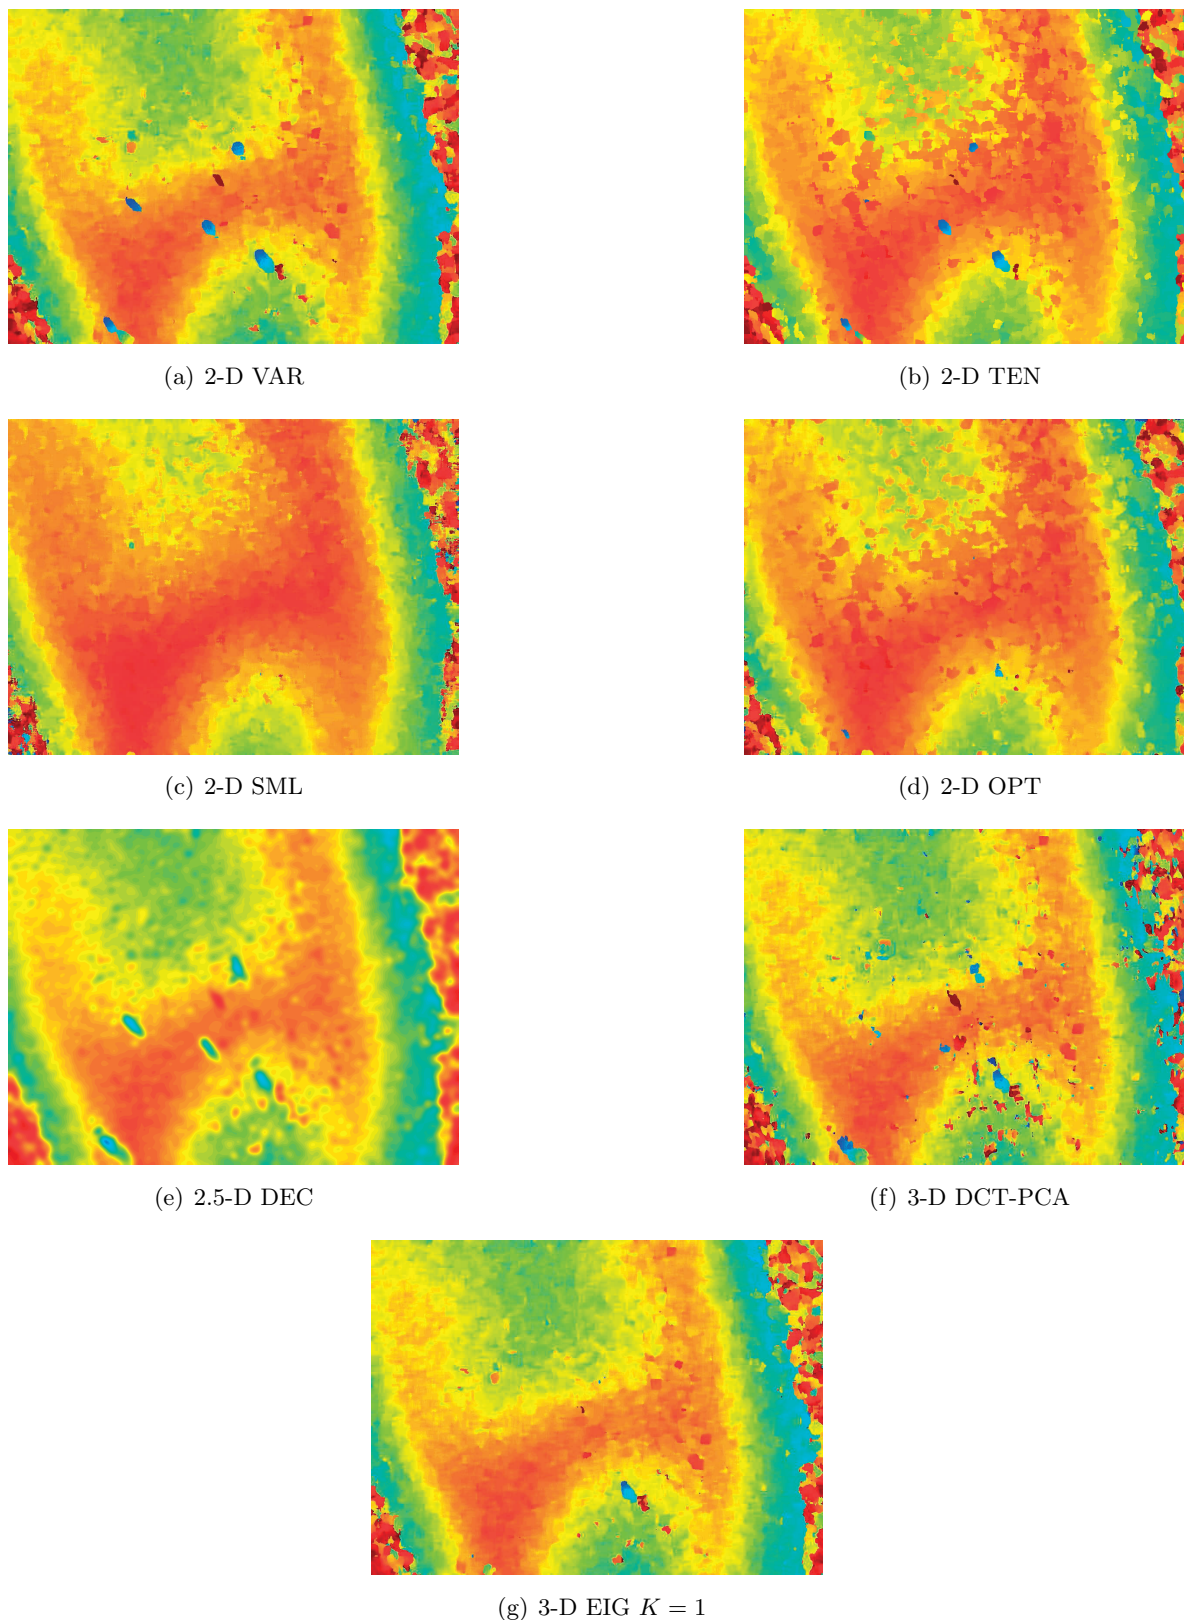 (a) 2-D VAR
(b) 2-D TEN
(c) 2-D SML
(d) 2-D OPT
(e) 2.5-D DEC
(f) 3-D DCT-PCA
(g) 3-D EIG K = 1